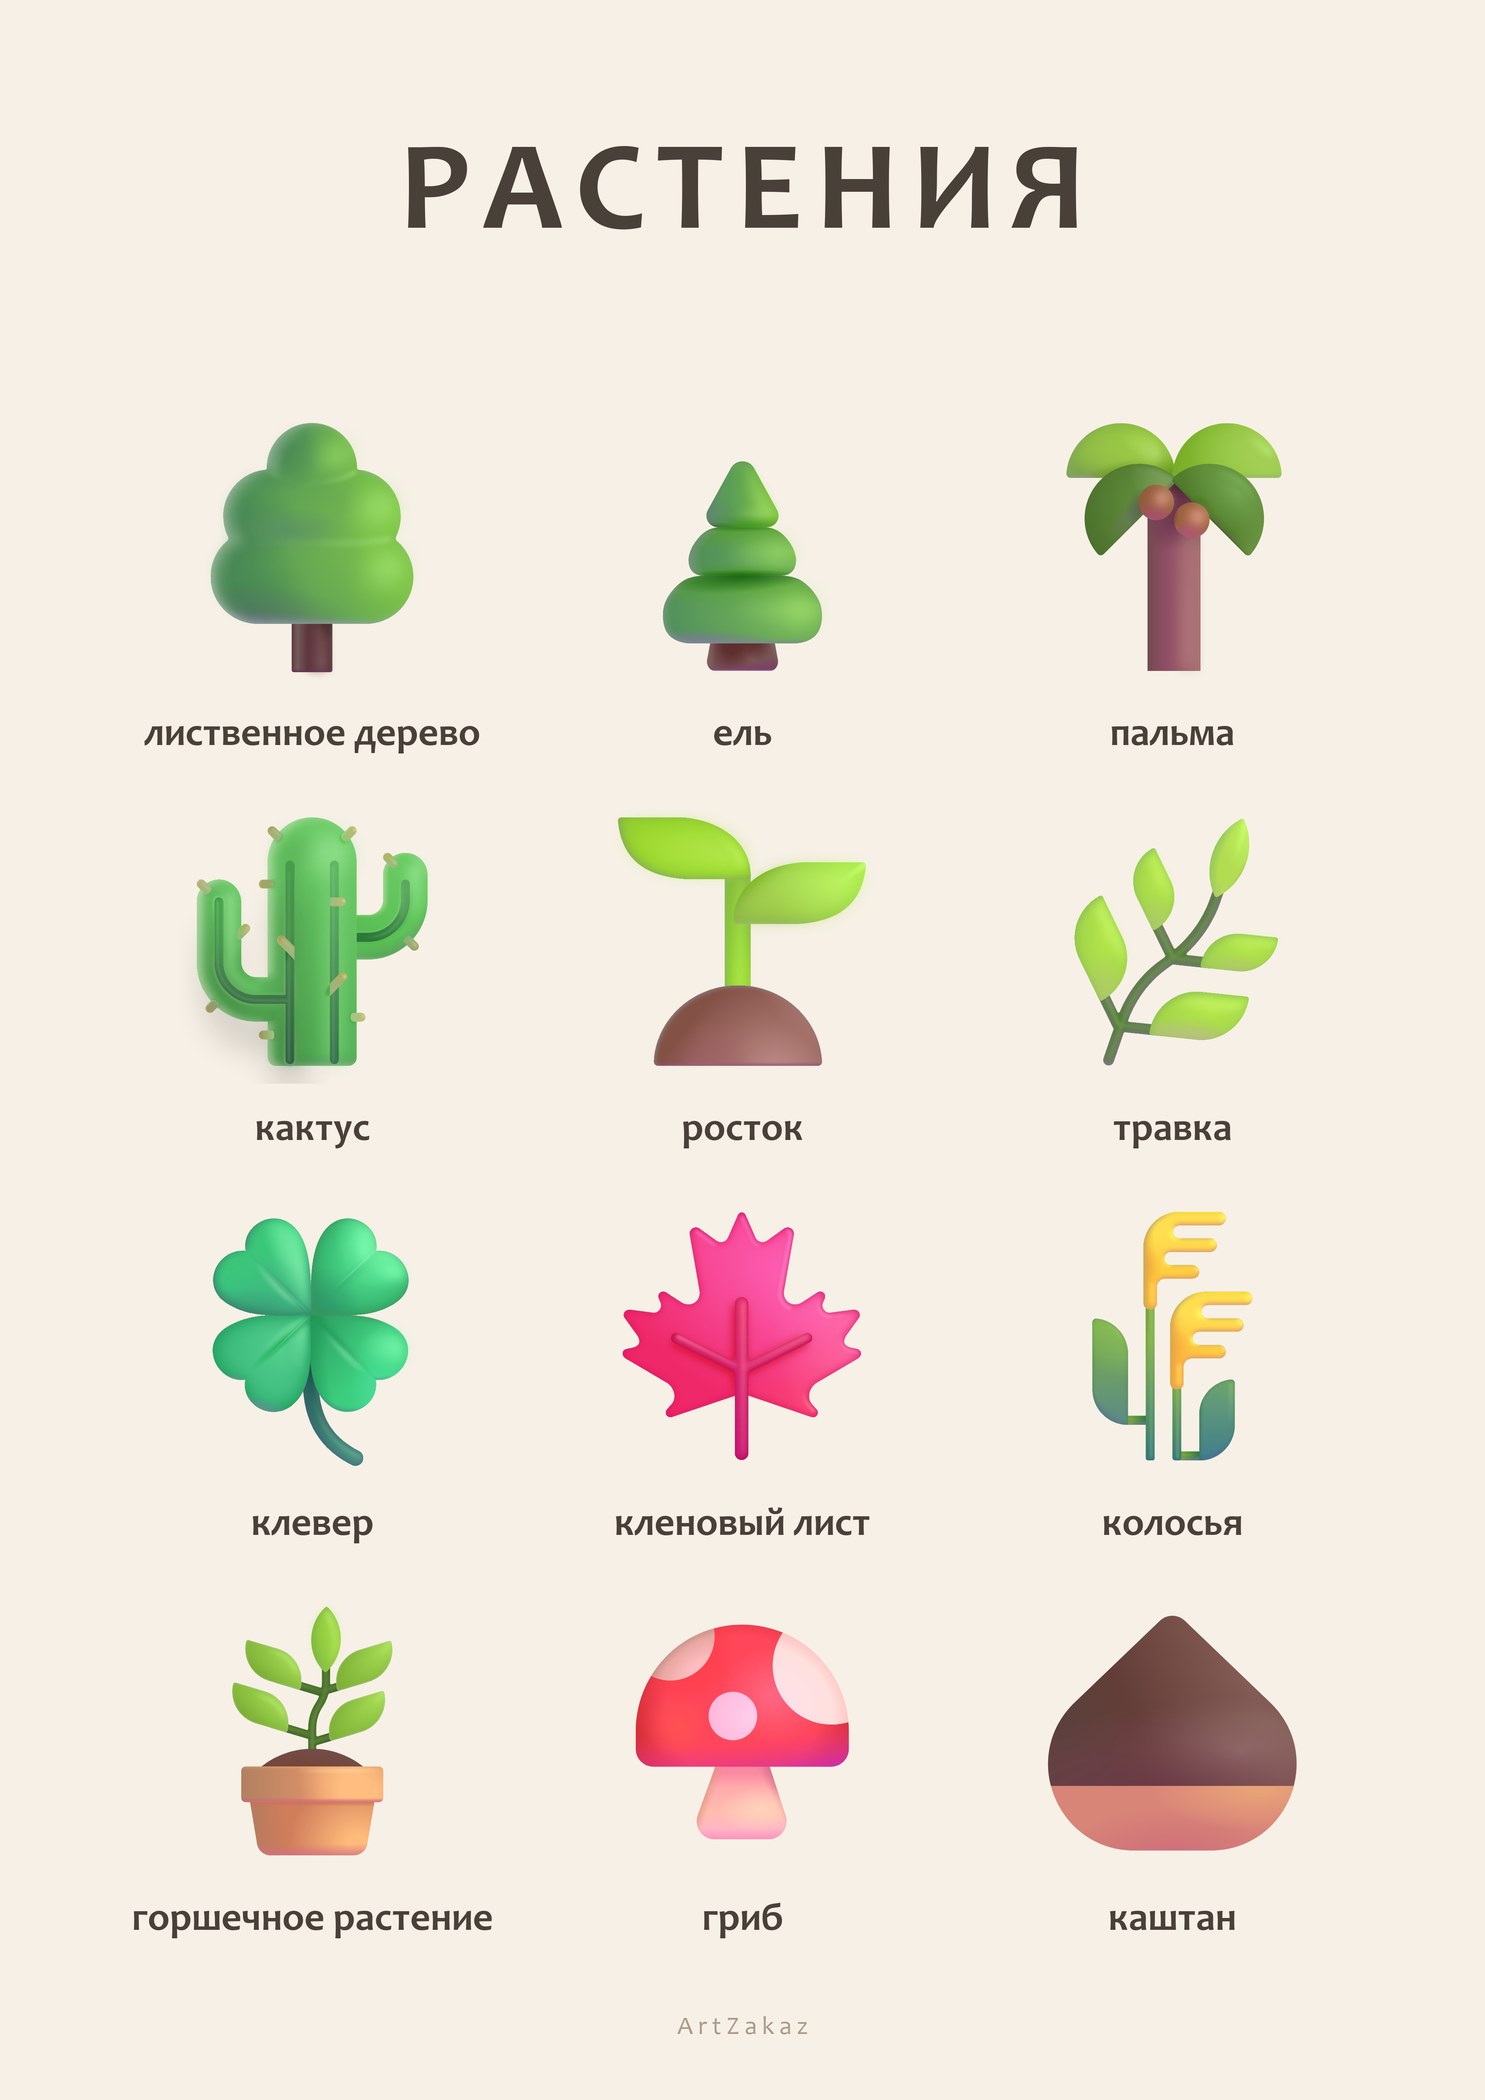 РАСТЕНИЯ
лиственное дерево
ель
пальма
кактус
росток
травка
клевер
кленовый лист
колосья
горшечное растение
гриб
каштан
ArtZakaz